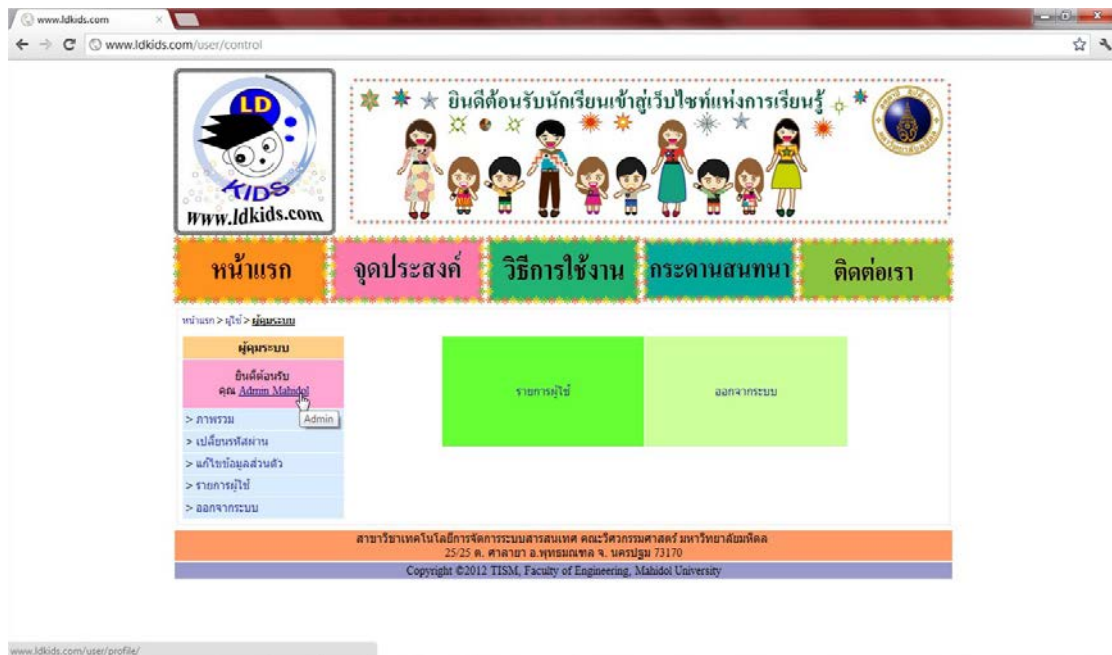 www.ldkids.com
www.ldkids.com/user/control
LD
KIDS
www.ldkids.com
ยินดีต้อนรับนักเรียนเข้าสู่เว็บไซท์แห่งการเรียนรู้
หน้าแรก
จุดประสงค์
วิธีการใช้งาน
กระดานสนทนา
ติดต่อเรา
หน้าแรก > ผู้ใช้ > ผู้คุมระบบ
ผู้คุมระบบ
ยินดีต้อนรับ
คุณ Admin Mahidol
Admin
> ภาพรวม
> เปลี่ยนรหัสผ่าน
> แก้ไขข้อมูลส่วนตัว
> รายการผู้ใช้
> ออกจากระบบ
รายการผู้ใช้
ออกจากระบบ
สาขาวิชาเทคโนโลยีการจัดการระบบสารสนเทศ คณะวิศวกรรมศาสตร์ มหาวิทยาลัยมหิดล
25/25 ต. ศาลายา อ.พุทธมณฑล จ. นครปฐม 73170
Copyright ©2012 TISM, Faculty of Engineering, Mahidol University
www.ldkids.com/user/profile/